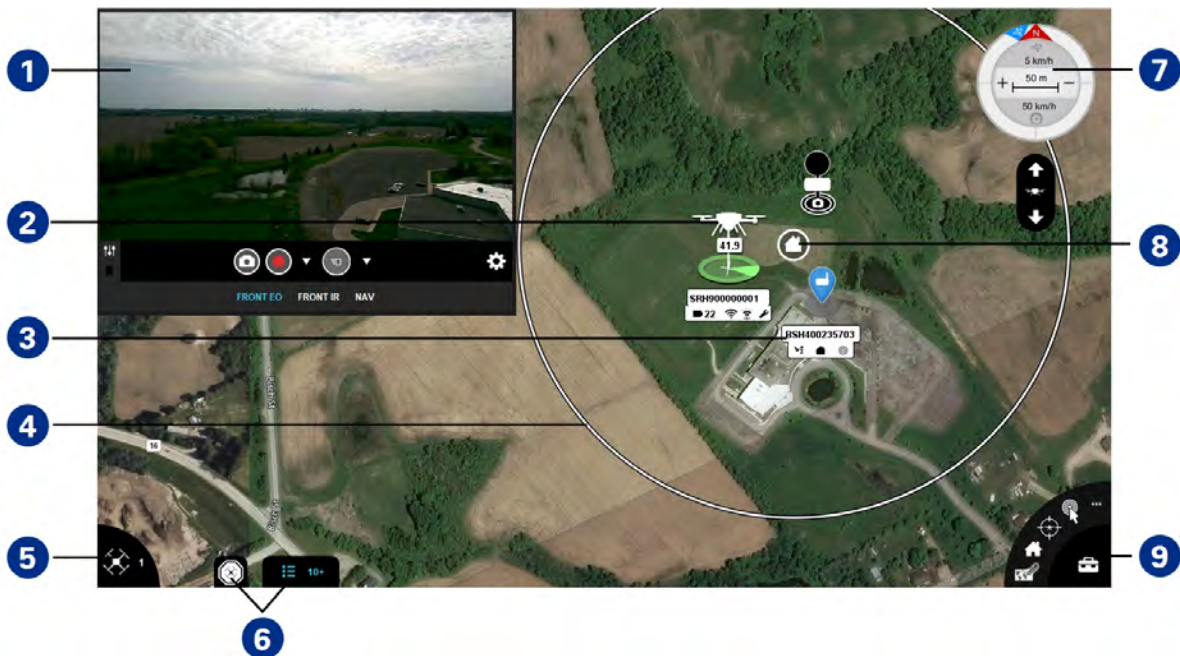 1
2
3
4
5
6
7
8
9
N
5 km/h
+ 50 m −
50 km/h
41.9
SRH900000001
22
RSH400235703
FRONT EO FRONT IR NAV
16
1
10+